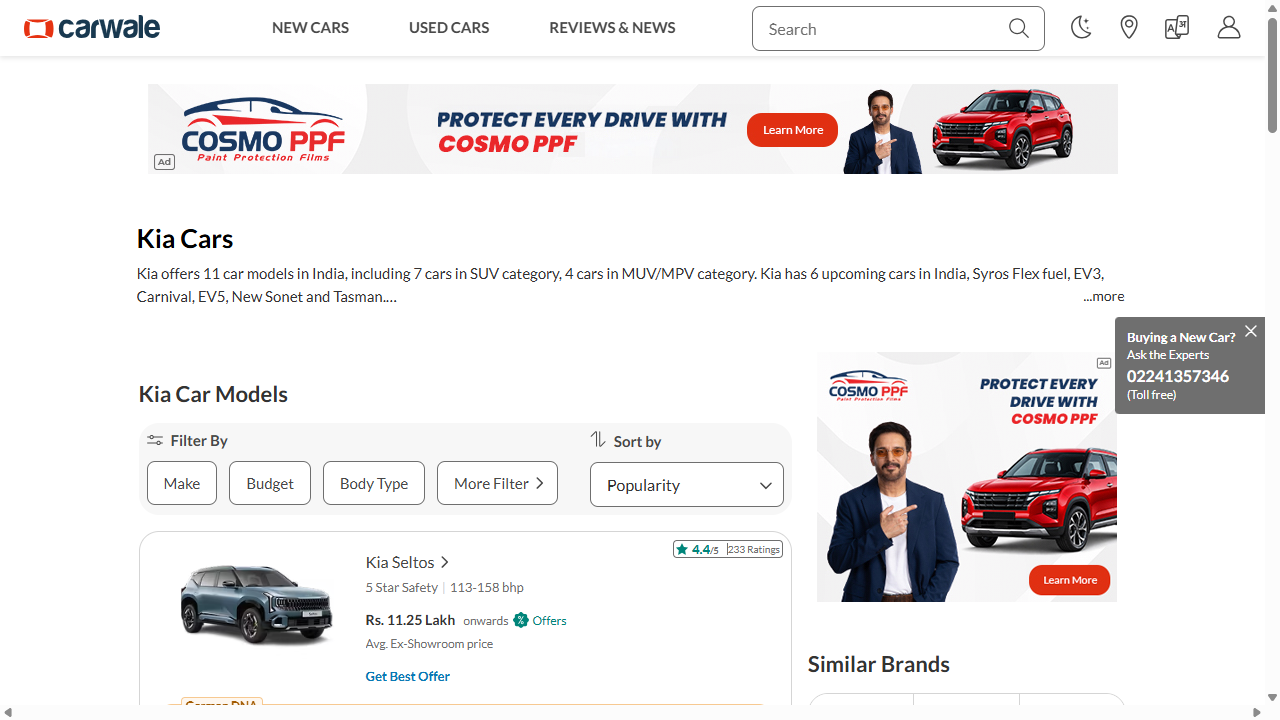 carwale
NEW CARS
USED CARS
REVIEWS & NEWS
Search
A अ
COSMO PPF
Paint Protection Films
Ad
PROTECT EVERY DRIVE WITH
COSMO PPF
Learn More
Kia Cars
Kia offers 11 car models in India, including 7 cars in SUV category, 4 cars in MUV/MPV category. Kia has 6 upcoming cars in India, Syros Flex fuel, EV3,
Carnival, EV5, New Sonet and Tasman....
...more
Buying a New Car?
Ask the Experts
02241357346
(Toll free)
Kia Car Models
Filter By
Sort by
Make
Budget
Body Type
More Filter
Popularity
Kia Seltos
4.4/5
233 Ratings
5 Star Safety
113-158 bhp
Rs. 11.25 Lakh onwards
Offers
Avg. Ex-Showroom price
Get Best Offer
German DNA
Ad
COSMO PPF
Paint Protection Films
PROTECT EVERY
DRIVE WITH
COSMO PPF
Learn More
Similar Brands